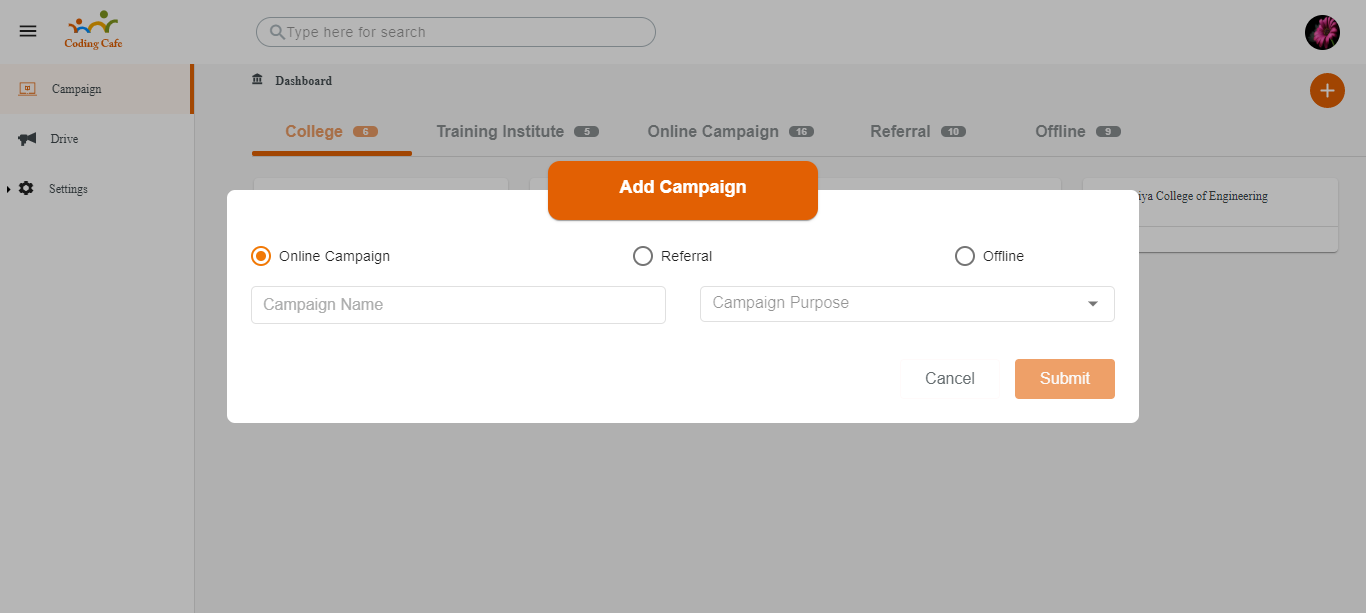 Coding Cafe
Type here for search
Campaign
Drive
Settings
Dashboard
College 6
Training Institute 5
Online Campaign 16
Referral 10
Offline 9
College of Engineering
Add Campaign
Online Campaign
Referral
Offline
Campaign Name
Campaign Purpose
Cancel
Submit